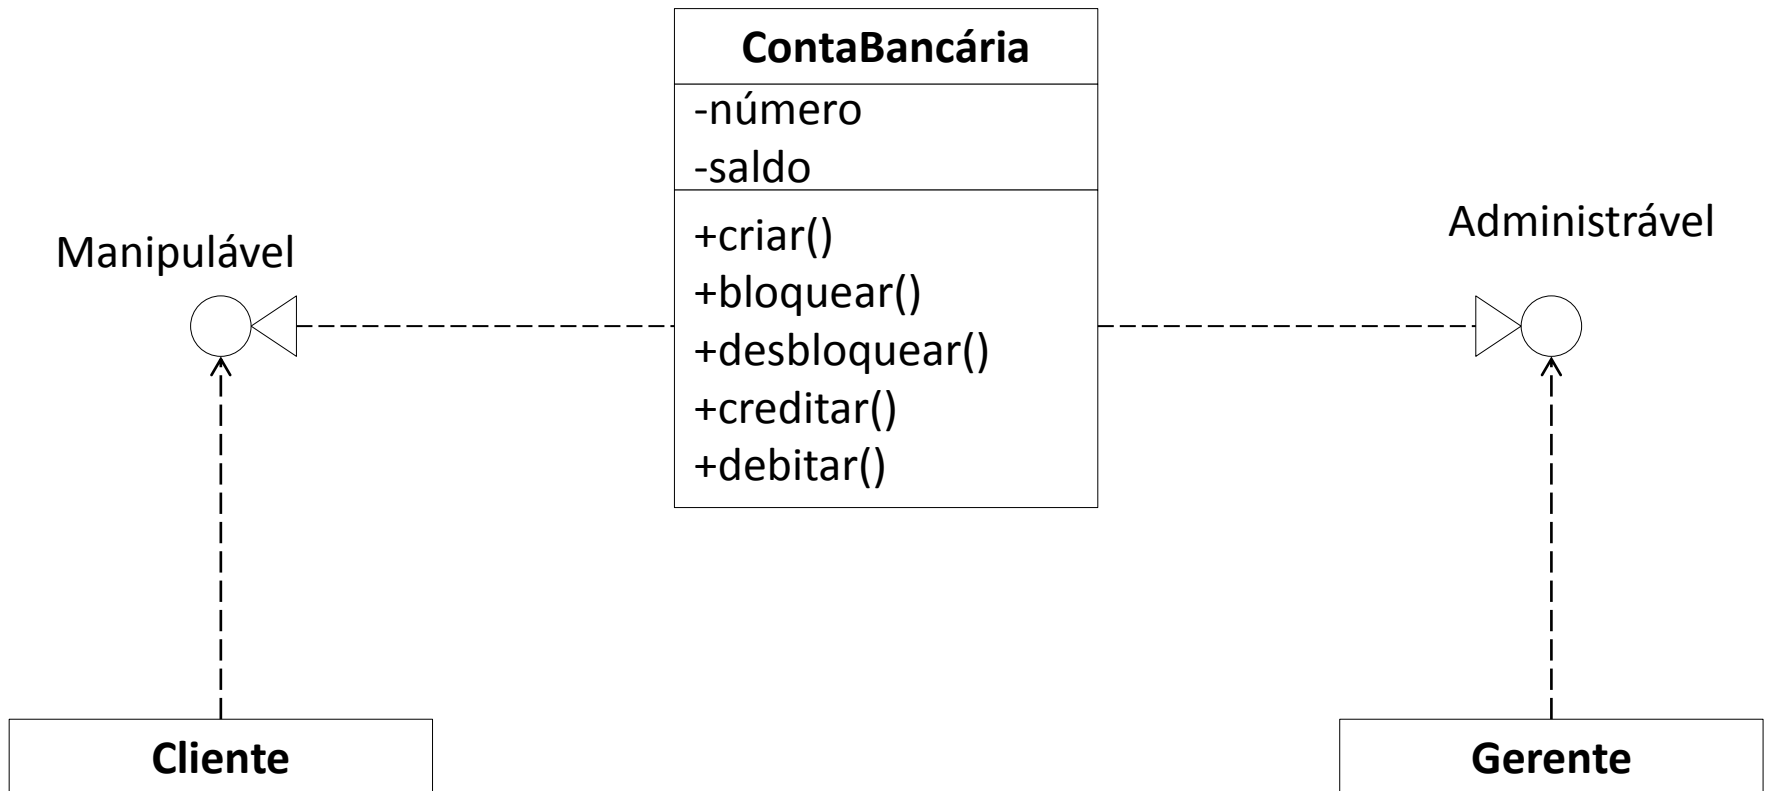 ContaBancária
-número
-saldo
+criar()
+bloquear()
+desbloquear()
+creditar()
+debitar()
Manipulável
Administrável
Cliente
Gerente